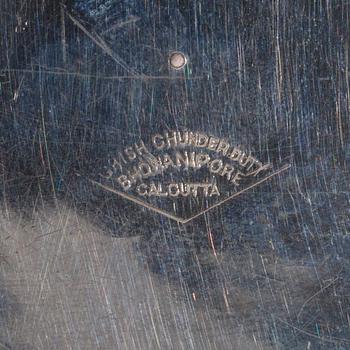 GRISH CHUNDER DUTT
BHOWANIPORE
CALCUTTA